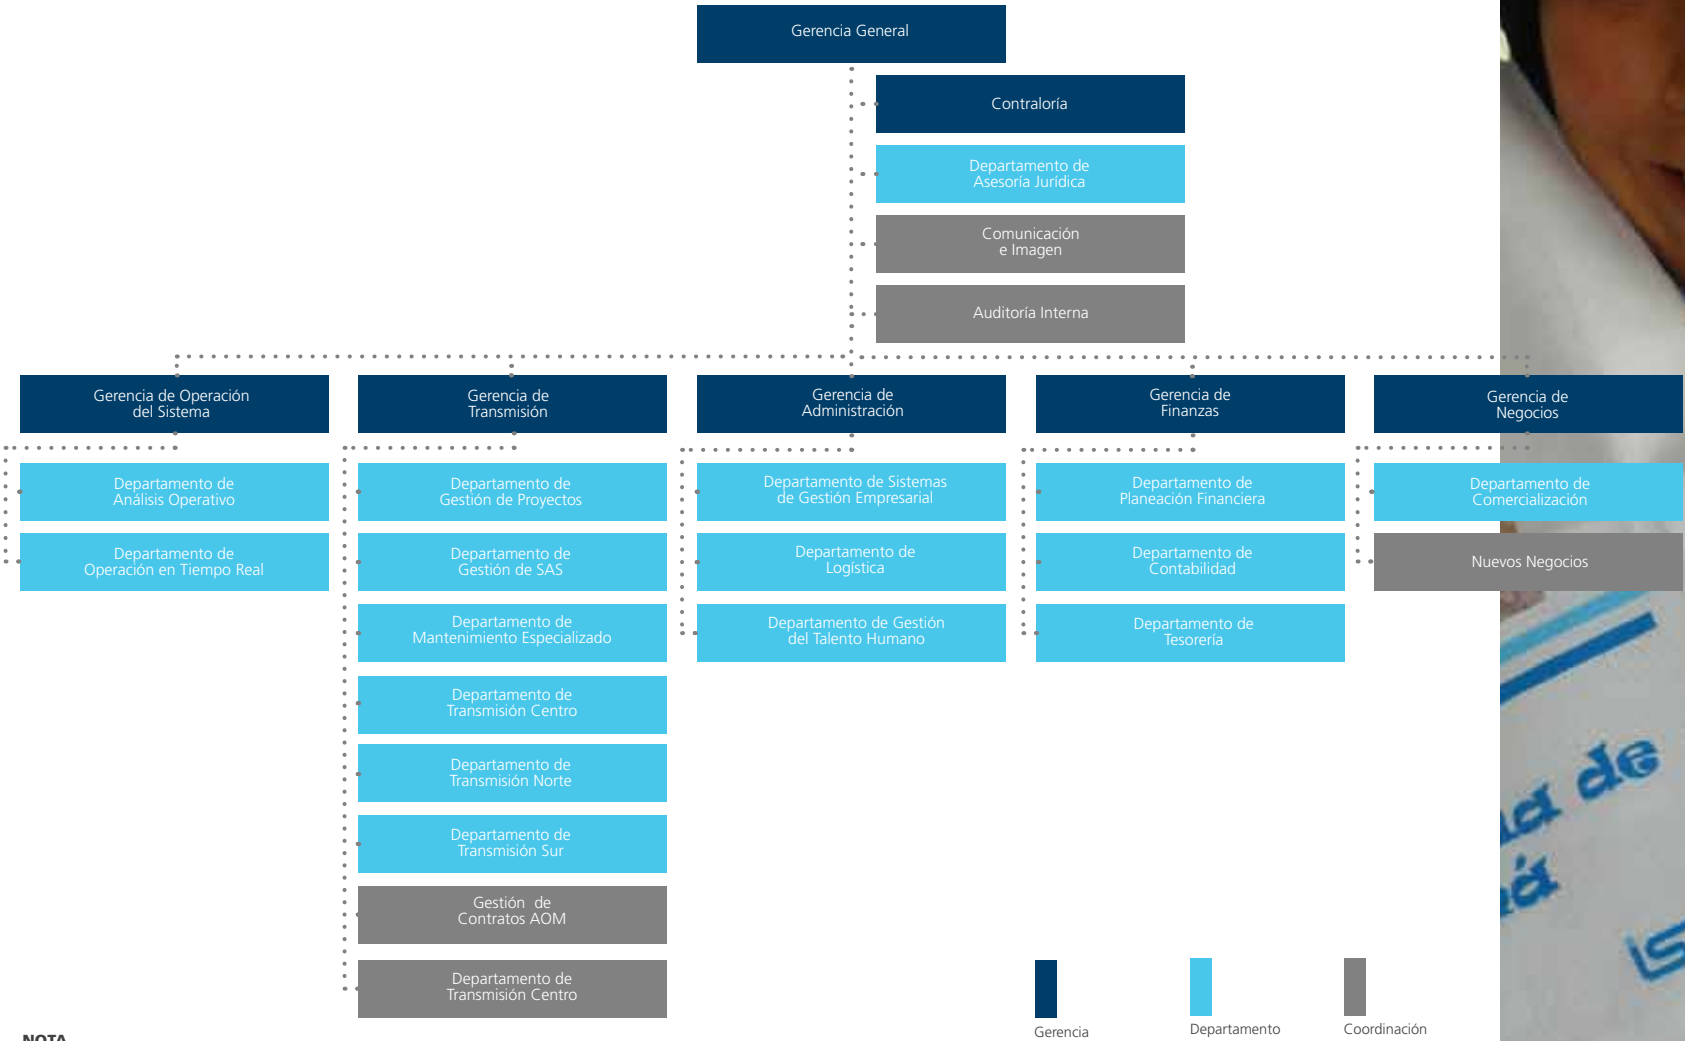 Gerencia General
Contraloría
Departamento de
Asesoría Jurídica
Comunicación
e Imagen
Auditoría Interna
Gerencia de Operación
del Sistema
Gerencia de
Transmisión
Gerencia de
Administración
Gerencia de
Finanzas
Gerencia de
Negocios
Departamento de
Análisis Operativo
Departamento de
Operación en Tiempo Real
Departamento de
Gestión de Proyectos
Departamento de
Gestión de SAS
Departamento de
Mantenimiento Especializado
Departamento de
Transmisión Centro
Departamento de
Transmisión Norte
Departamento de
Transmisión Sur
Gestión de
Contratos AOM
Departamento de
Transmisión Centro
Departamento de Sistemas
de Gestión Empresarial
Departamento de
Logística
Departamento de Gestión
del Talento Humano
Departamento de
Planeación Financiera
Departamento de
Contabilidad
Departamento de
Tesorería
Departamento de
Comercialización
Nuevos Negocios
de
Gerencia
Departamento
Coordinación
NOTA